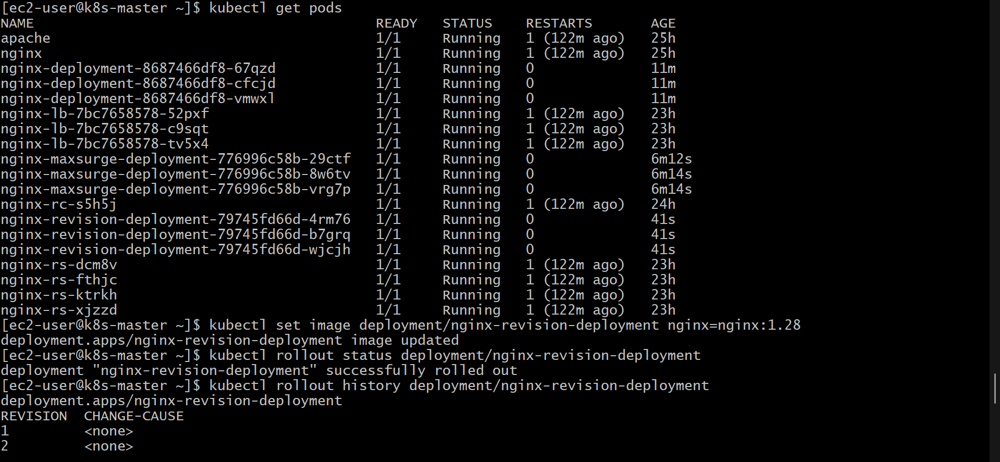 [ec2-user@k8s-master ~]$ kubectl get pods
NAME                                         READY   STATUS    RESTARTS       AGE
apache                                       1/1     Running   1 (122m ago)   25h
nginx                                        1/1     Running   1 (122m ago)   25h
nginx-deployment-8687466df8-67qzd            1/1     Running   0              11m
nginx-deployment-8687466df8-cfcjd            1/1     Running   0              11m
nginx-deployment-8687466df8-vmwxl            1/1     Running   0              11m
nginx-lb-7bc7658578-52pxf                    1/1     Running   1 (122m ago)   23h
nginx-lb-7bc7658578-c9sqt                    1/1     Running   1 (122m ago)   23h
nginx-lb-7bc7658578-tv5x4                    1/1     Running   1 (122m ago)   23h
nginx-maxsurge-deployment-776996c58b-29ctf   1/1     Running   0              6m12s
nginx-maxsurge-deployment-776996c58b-8w6tv   1/1     Running   0              6m14s
nginx-maxsurge-deployment-776996c58b-vrg7p   1/1     Running   0              6m14s
nginx-rc-s5h5j                               1/1     Running   1 (122m ago)   24h
nginx-revision-deployment-79745fd66d-4rm76   1/1     Running   0              41s
nginx-revision-deployment-79745fd66d-b7grq   1/1     Running   0              41s
nginx-revision-deployment-79745fd66d-wjcjh   1/1     Running   0              41s
nginx-rs-dcm8v                               1/1     Running   1 (122m ago)   23h
nginx-rs-fthjc                               1/1     Running   1 (122m ago)   23h
nginx-rs-ktrkh                               1/1     Running   1 (122m ago)   23h
nginx-rs-xjzzd                               1/1     Running   1 (122m ago)   23h
[ec2-user@k8s-master ~]$ kubectl set image deployment/nginx-revision-deployment nginx=nginx:1.28
deployment.apps/nginx-revision-deployment image updated
[ec2-user@k8s-master ~]$ kubectl rollout status deployment/nginx-revision-deployment
deployment "nginx-revision-deployment" successfully rolled out
[ec2-user@k8s-master ~]$ kubectl rollout history deployment/nginx-revision-deployment
deployment.apps/nginx-revision-deployment
REVISION  CHANGE-CAUSE
1         <none>
2         <none>